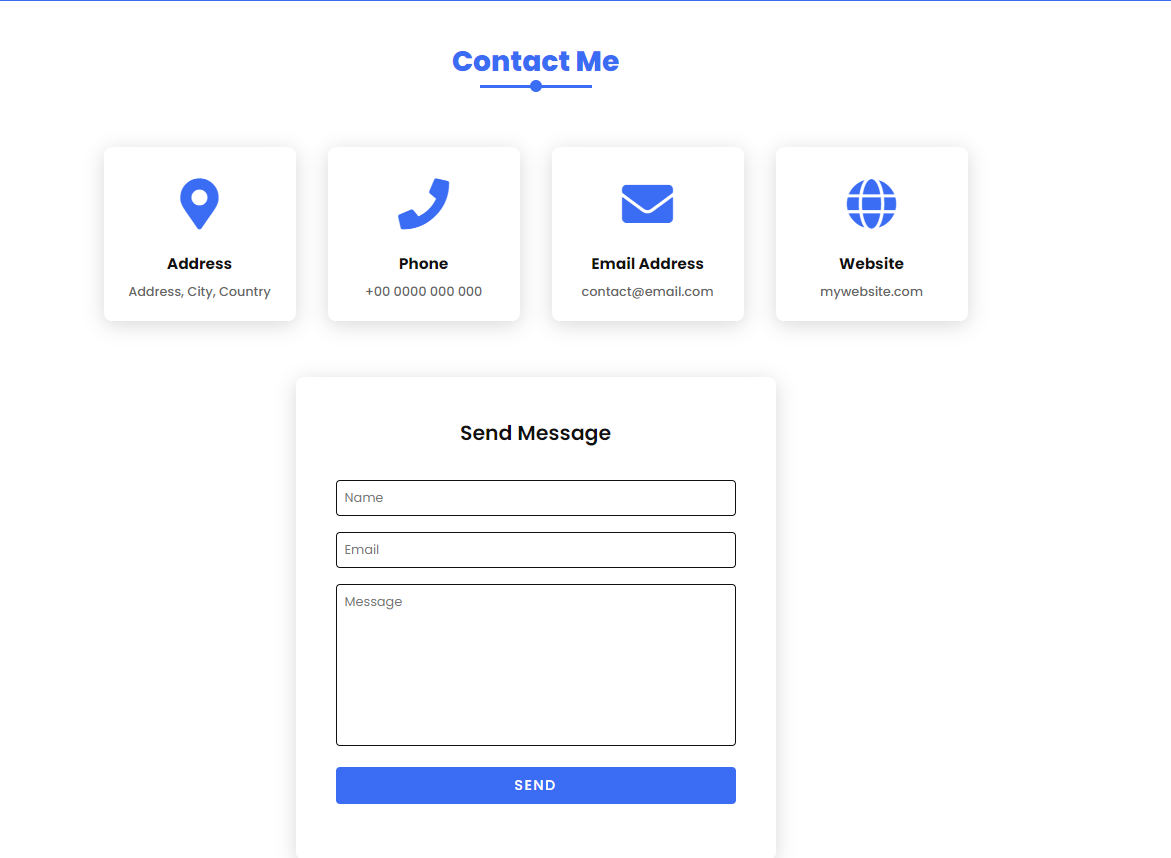 Contact Me
Address
Address, City, Country
Phone
+00 0000 000 000
Email Address
contact@email.com
Website
mywebsite.com
Send Message
Name
Email
Message
SEND